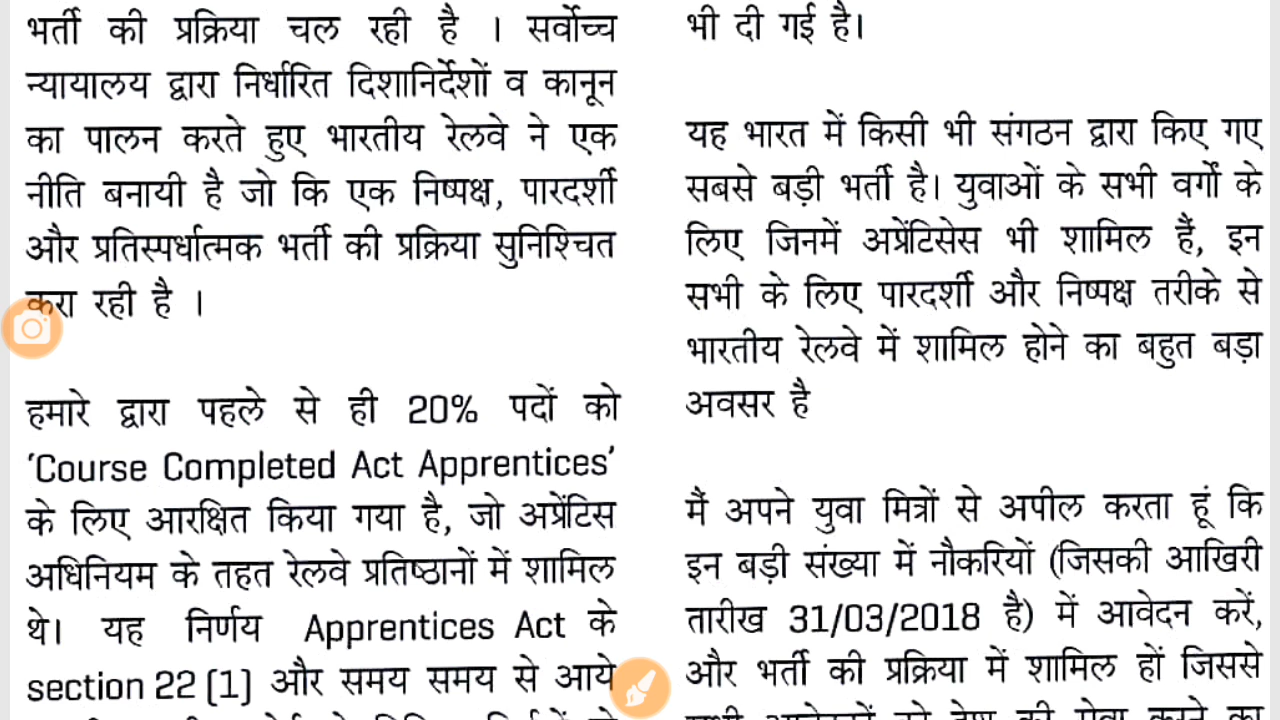 भर्ती की प्रक्रिया चल रही है । सर्वोच्च
न्यायालय द्वारा निर्धारित दिशानिर्देशों व कानून
का पालन करते हुए भारतीय रेलवे ने एक
नीति बनायी है जो कि एक निष्पक्ष, पारदर्शी
और प्रतिस्पर्धात्मक भर्ती की प्रक्रिया सुनिश्चित
करा रही है ।
हमारे द्वारा पहले से ही 20% पदों को
‘Course Completed Act Apprentices’
के लिए आरक्षित किया गया है, जो अप्रेंटिस
अधिनियम के तहत रेलवे प्रतिष्ठानों में शामिल
थे। यह निर्णय Apprentices Act के
section 22 (1) और समय समय से आये
भी दी गई है।
यह भारत में किसी भी संगठन द्वारा किए गए
सबसे बड़ी भर्ती है। युवाओं के सभी वर्गों के
लिए जिनमें अप्रेंटिसेस भी शामिल हैं, इन
सभी के लिए पारदर्शी और निष्पक्ष तरीके से
भारतीय रेलवे में शामिल होने का बहुत बड़ा
अवसर है
मैं अपने युवा मित्रों से अपील करता हूं कि
इन बड़ी संख्या में नौकरियों (जिसकी आखिरी
तारीख 31/03/2018 है) में आवेदन करें,
और भर्ती की प्रक्रिया में शामिल हों जिससे